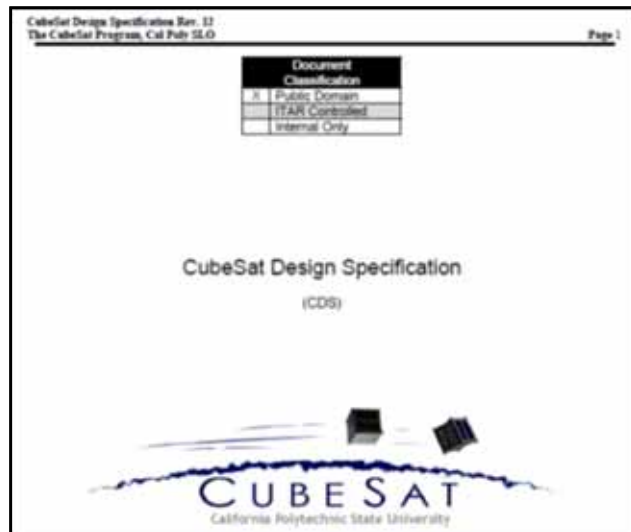 CubeSat Design Specification Rev. 12
The CubeSat Program, Cal Poly SLO Page 1
Document
Classification
X Public Domain
ITAR Controlled
Internal Only
CubeSat Design Specification
(CDS)
CUBESAT
California Polytechnic State University